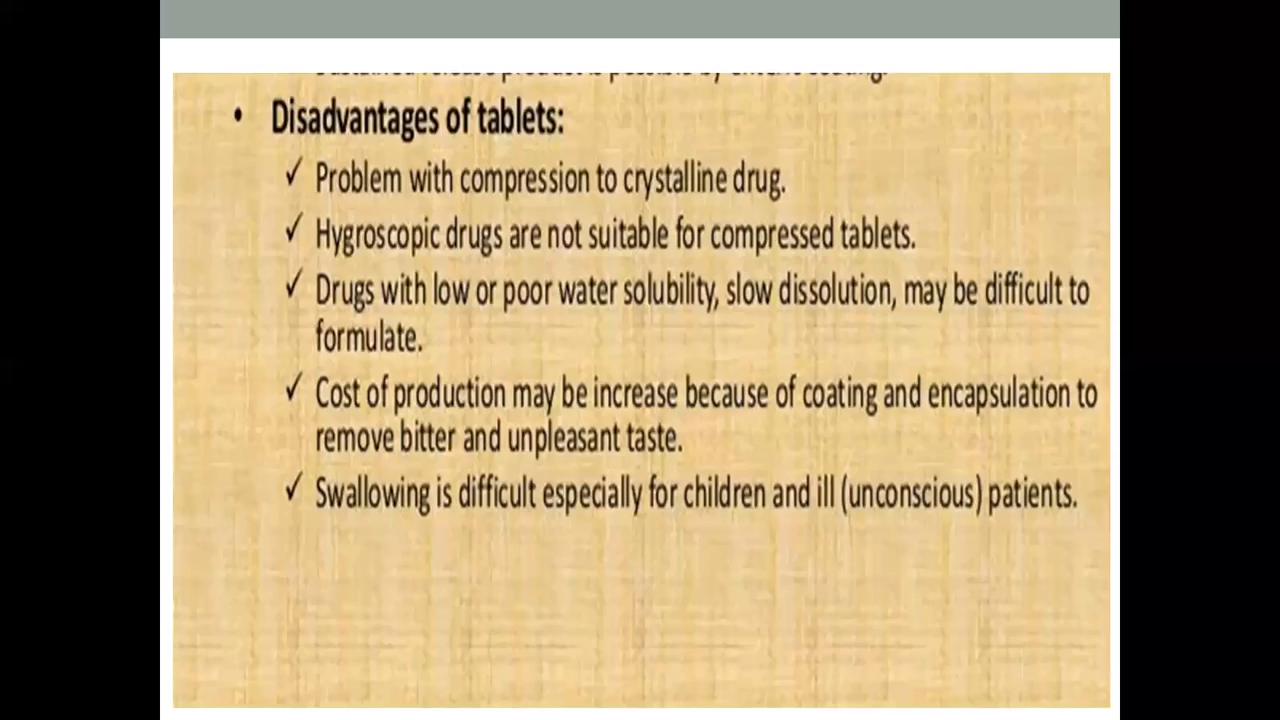 • Disadvantages of tablets:
✓ Problem with compression to crystalline drug.
✓ Hygroscopic drugs are not suitable for compressed tablets.
✓ Drugs with low or poor water solubility, slow dissolution, may be difficult to
formulate.
✓ Cost of production may be increase because of coating and encapsulation to
remove bitter and unpleasant taste.
✓ Swallowing is difficult especially for children and ill (unconscious) patients.